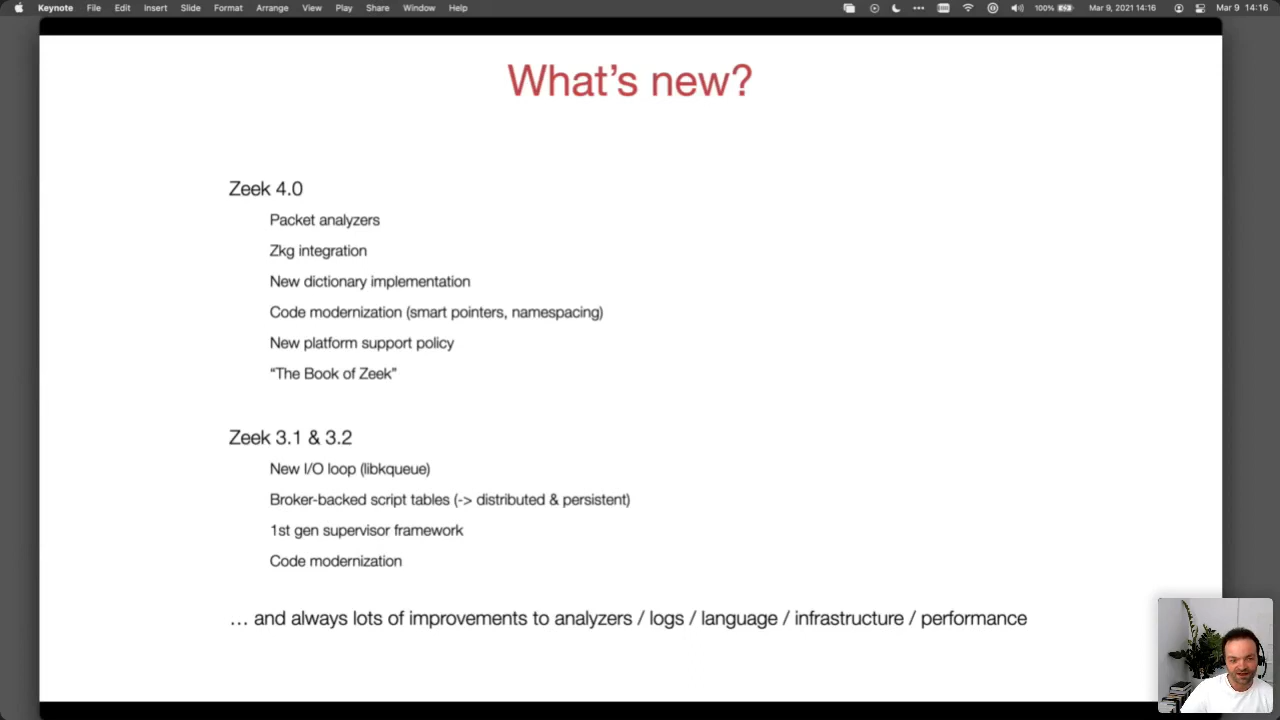 Keynote File Edit Insert Slide Format Arrange View Play Share Window Help 100% Mar 9, 2021 14:16 Mar 9 14:16
What's new?
Zeek 4.0
Packet analyzers
Zkg integration
New dictionary implementation
Code modernization (smart pointers, namespacing)
New platform support policy
“The Book of Zeek”
Zeek 3.1 & 3.2
New I/O loop (libkqueue)
Broker-backed script tables (-> distributed & persistent)
1st gen supervisor framework
Code modernization
… and always lots of improvements to analyzers / logs / language / infrastructure / performance